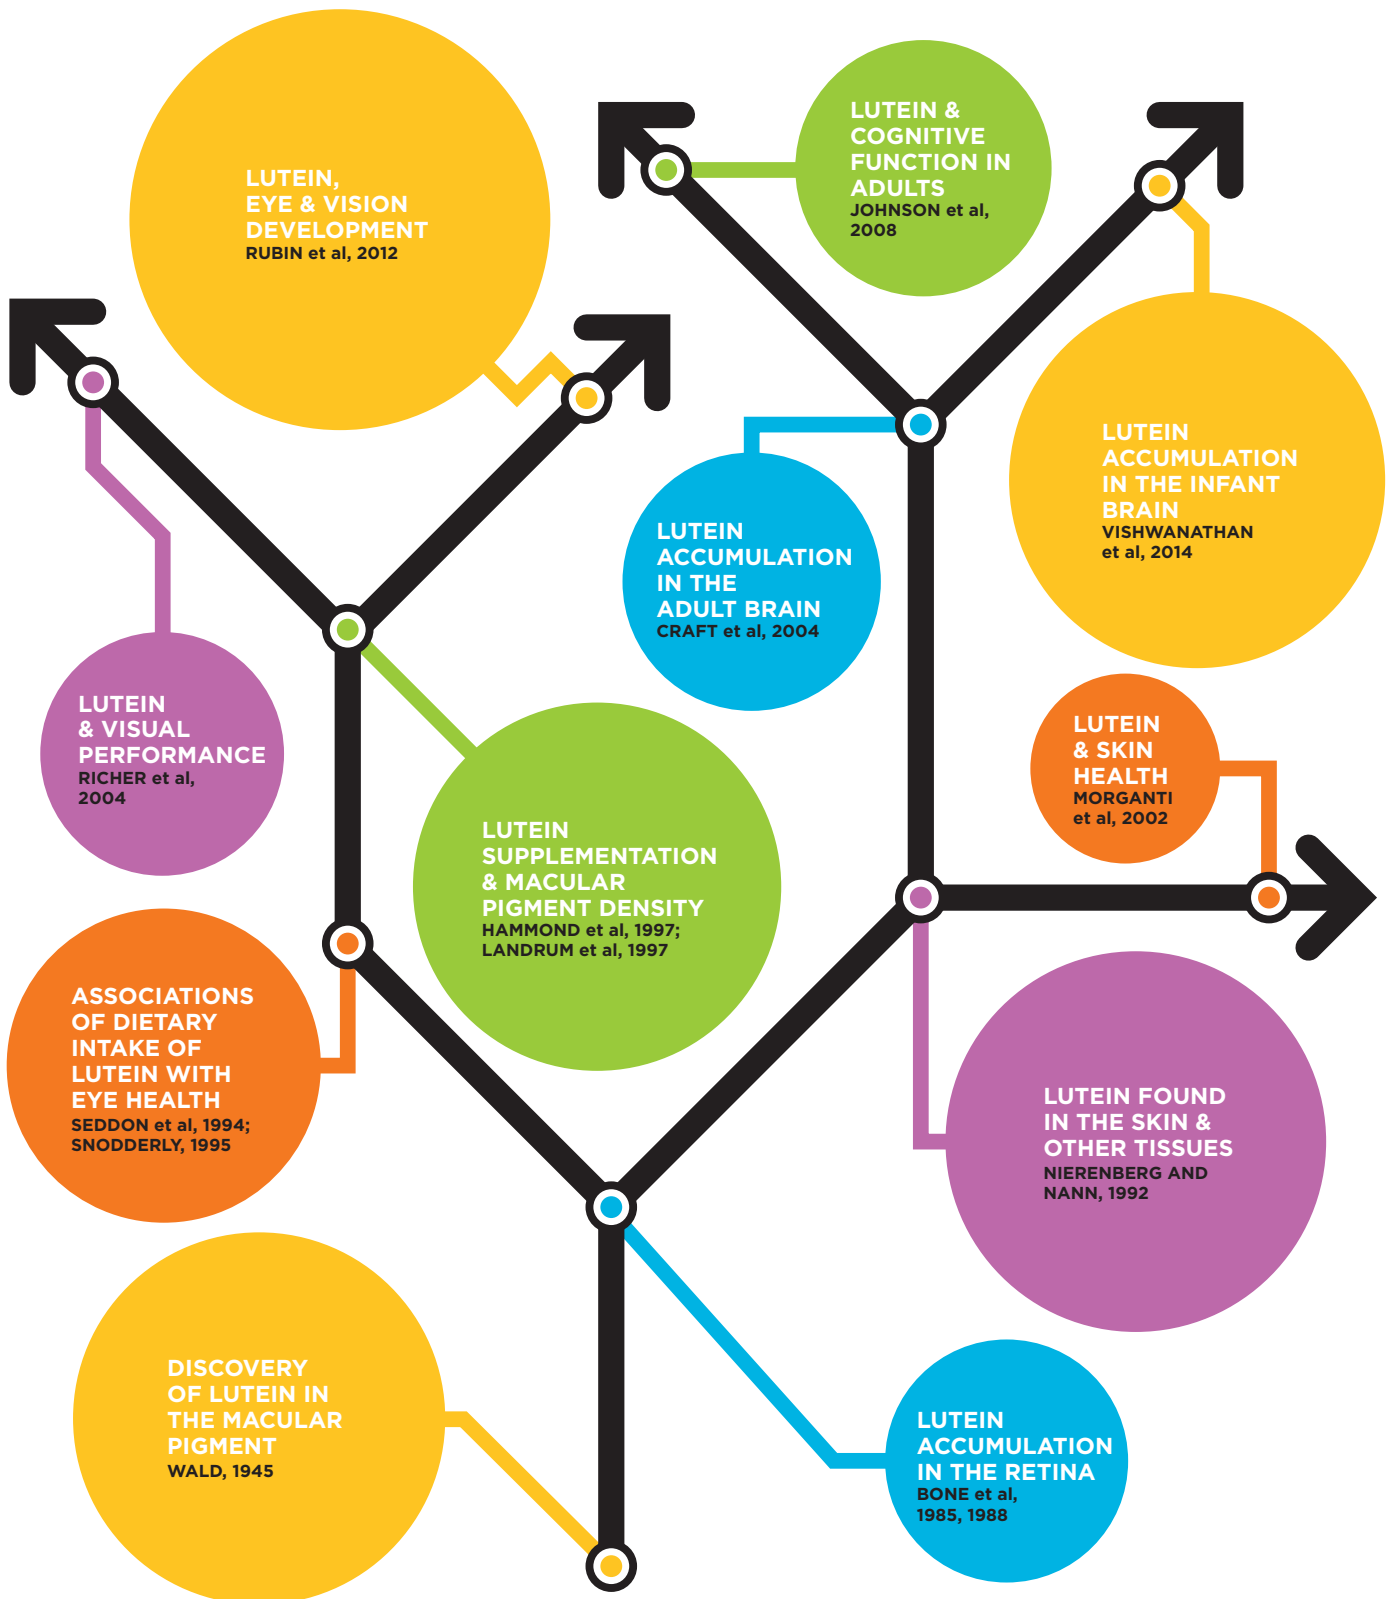 LUTEIN,
EYE & VISION
DEVELOPMENT
RUBIN et al, 2012
LUTEIN &
COGNITIVE
FUNCTION IN
ADULTS
JOHNSON et al,
2008
LUTEIN
ACCUMULATION
IN THE INFANT
BRAIN
VISHWANATHAN
et al, 2014
LUTEIN
ACCUMULATION
IN THE
ADULT BRAIN
CRAFT et al, 2004
LUTEIN
& VISUAL
PERFORMANCE
RICHER et al,
2004
LUTEIN
& SKIN
HEALTH
MORGANTI
et al, 2002
LUTEIN
SUPPLEMENTATION
& MACULAR
PIGMENT DENSITY
HAMMOND et al, 1997;
LANDRUM et al, 1997
ASSOCIATIONS
OF DIETARY
INTAKE OF
LUTEIN WITH
EYE HEALTH
SEDDON et al, 1994;
SNODDERLY, 1995
LUTEIN FOUND
IN THE SKIN &
OTHER TISSUES
NIERENBERG AND
NANN, 1992
DISCOVERY
OF LUTEIN IN
THE MACULAR
PIGMENT
WALD, 1945
LUTEIN
ACCUMULATION
IN THE RETINA
BONE et al,
1985, 1988